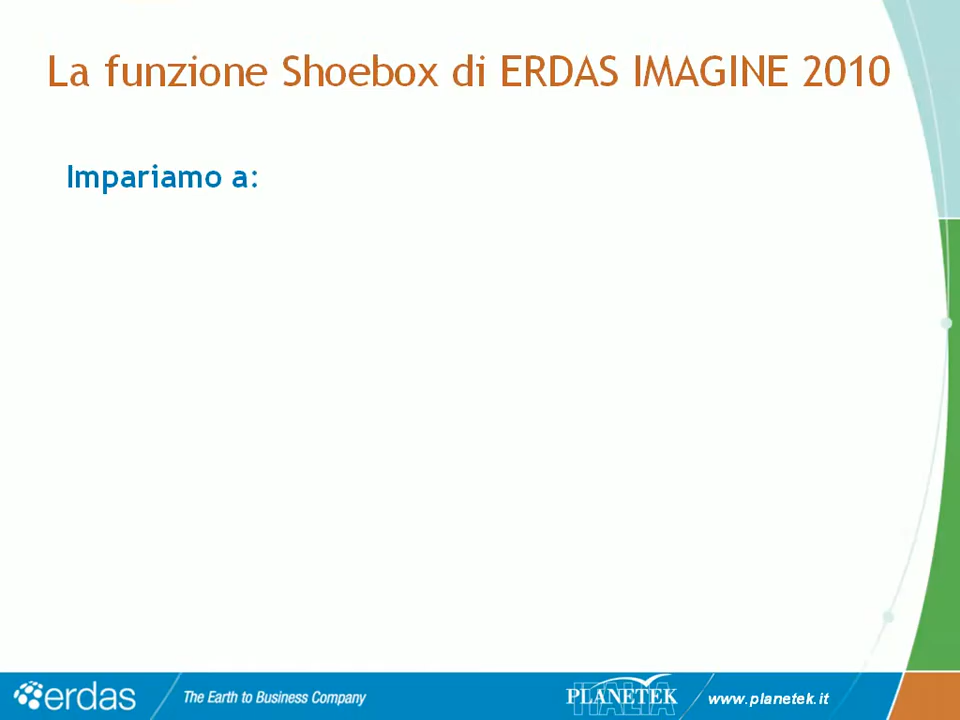 La funzione Shoebox di ERDAS IMAGINE 2010
Impariamo a:
erdas
The Earth to Business Company
PLANETEK
ITALIA
www.planetek.it